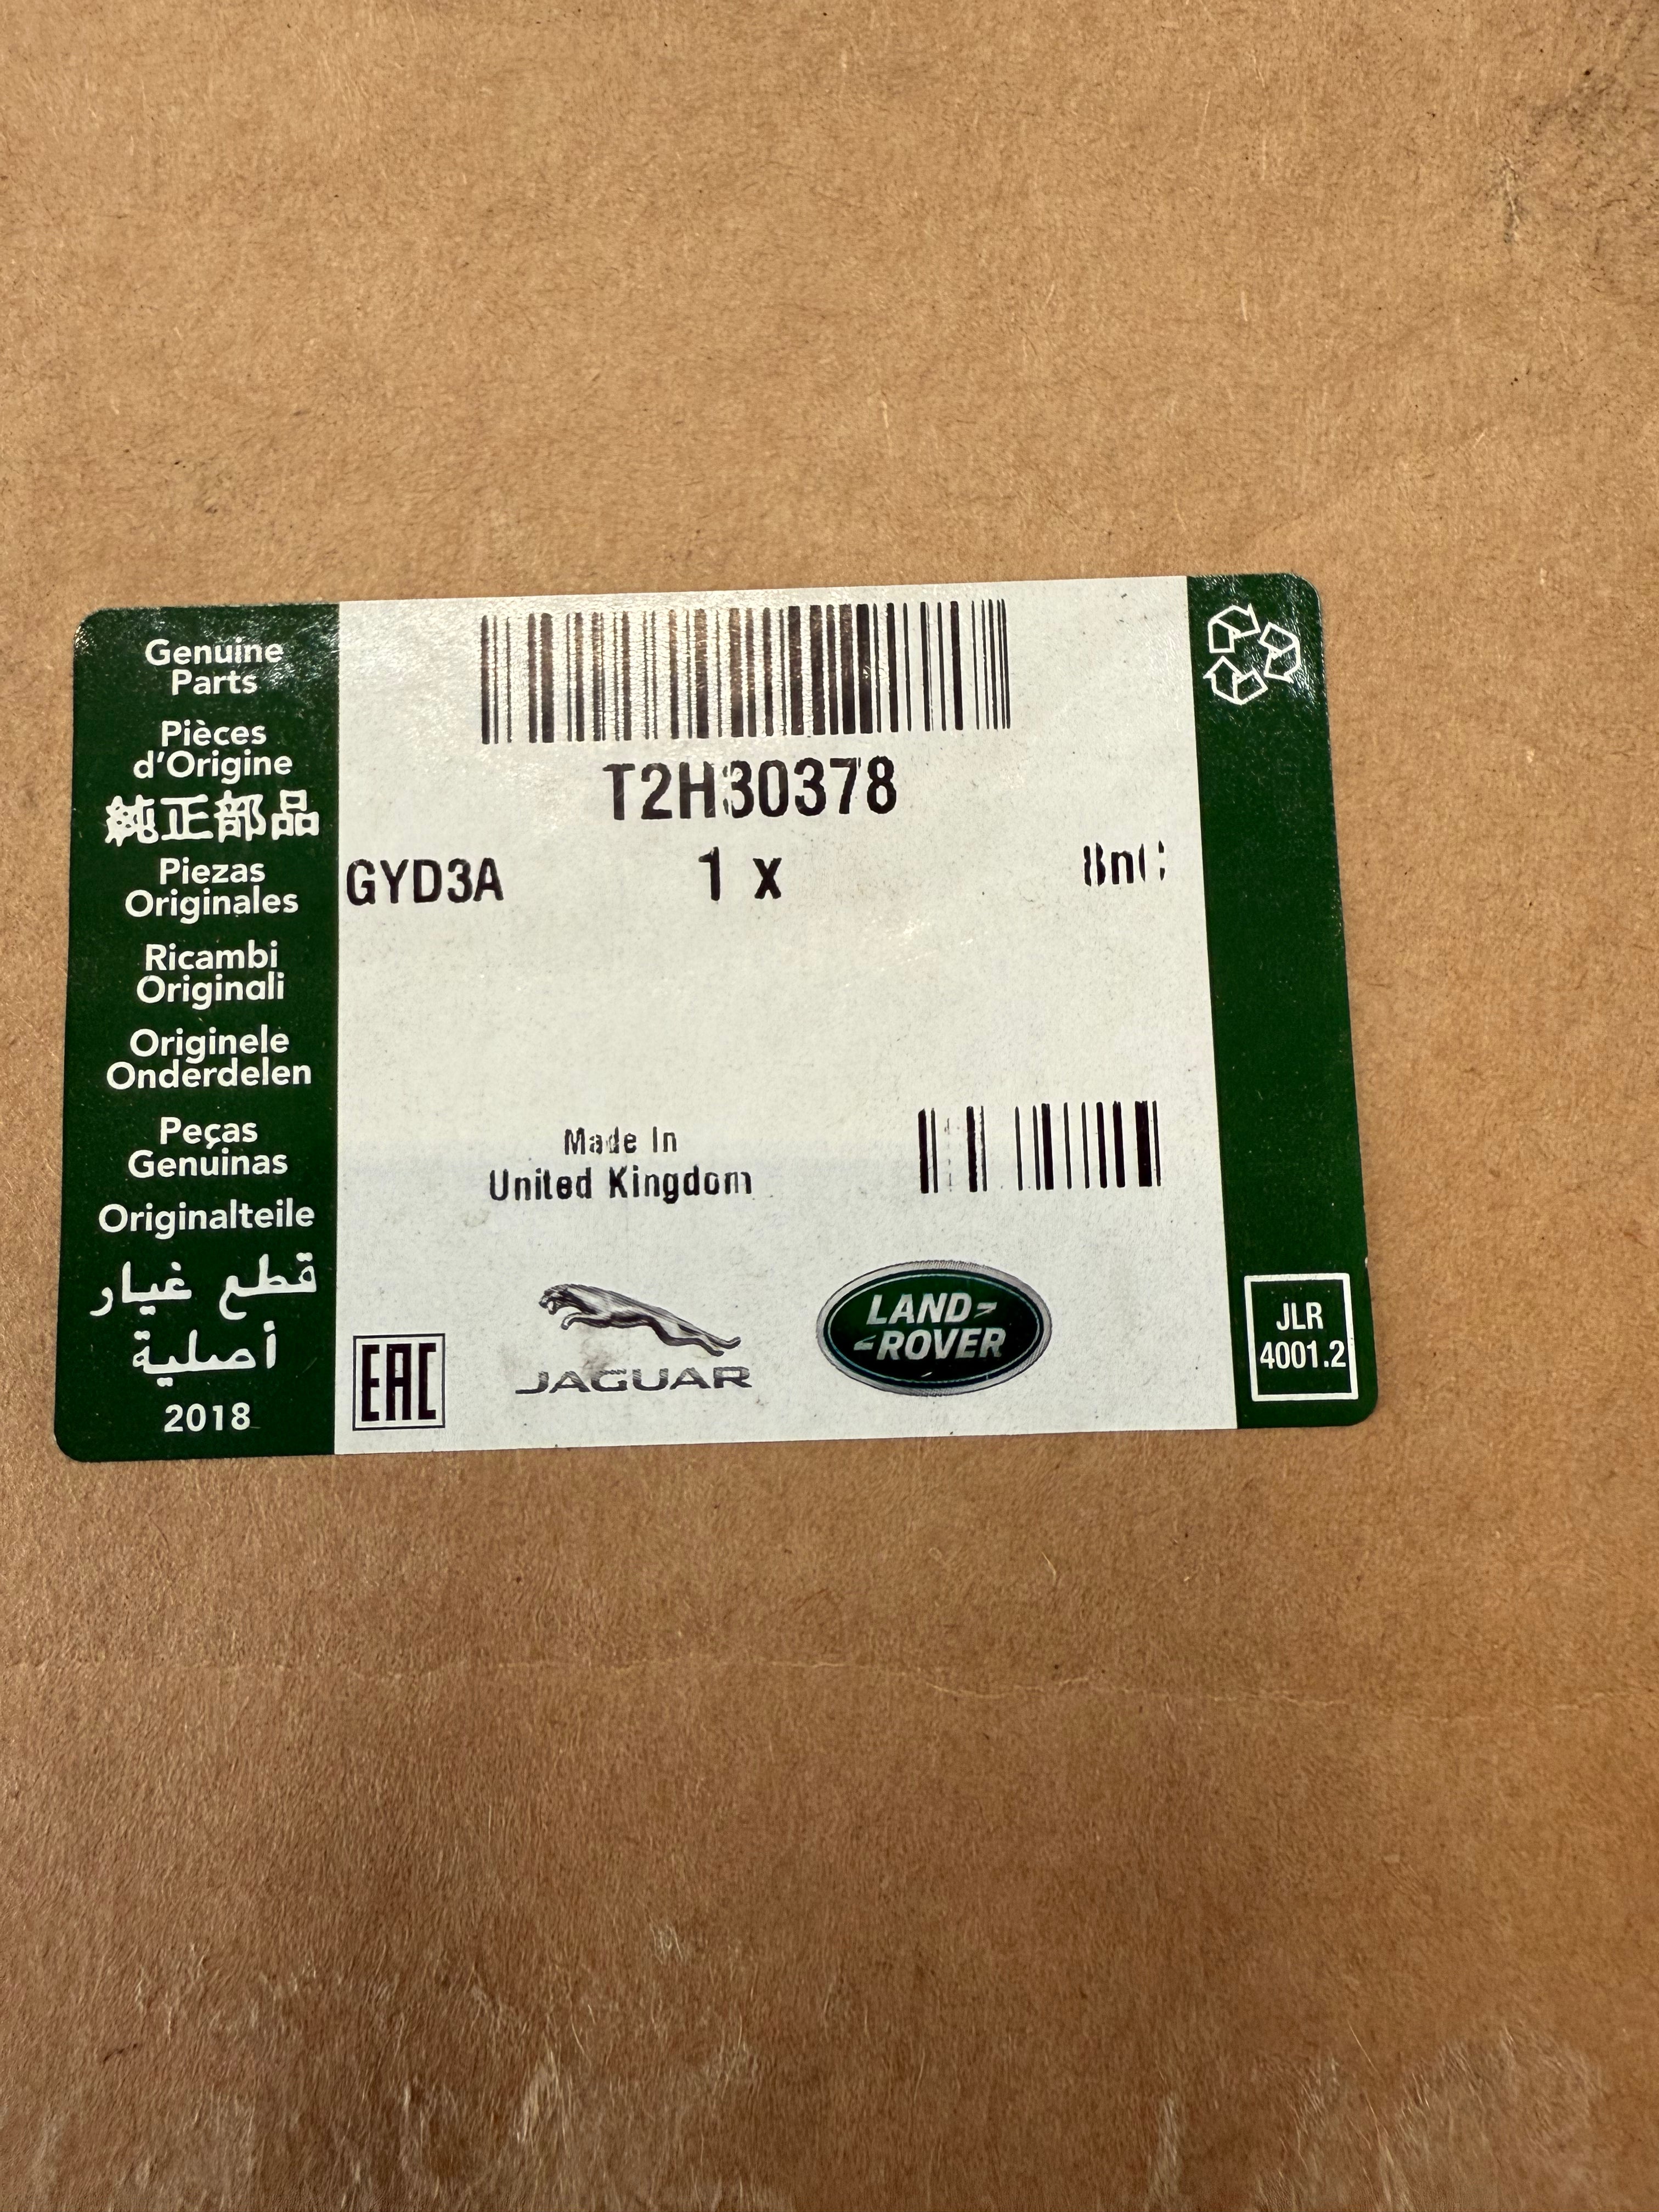 Genuine
Parts
Pièces
d'Origine
純正部品
Piezas
Originales
Ricambi
Originali
Originele
Onderdelen
Peças
Genuinas
Originalteile
قطع غيار
أصلية
2018
T2H30378
GYD3A 1 x
Made In
United Kingdom
EAC
JAGUAR
LAND-
-ROVER
JLR
4001.2